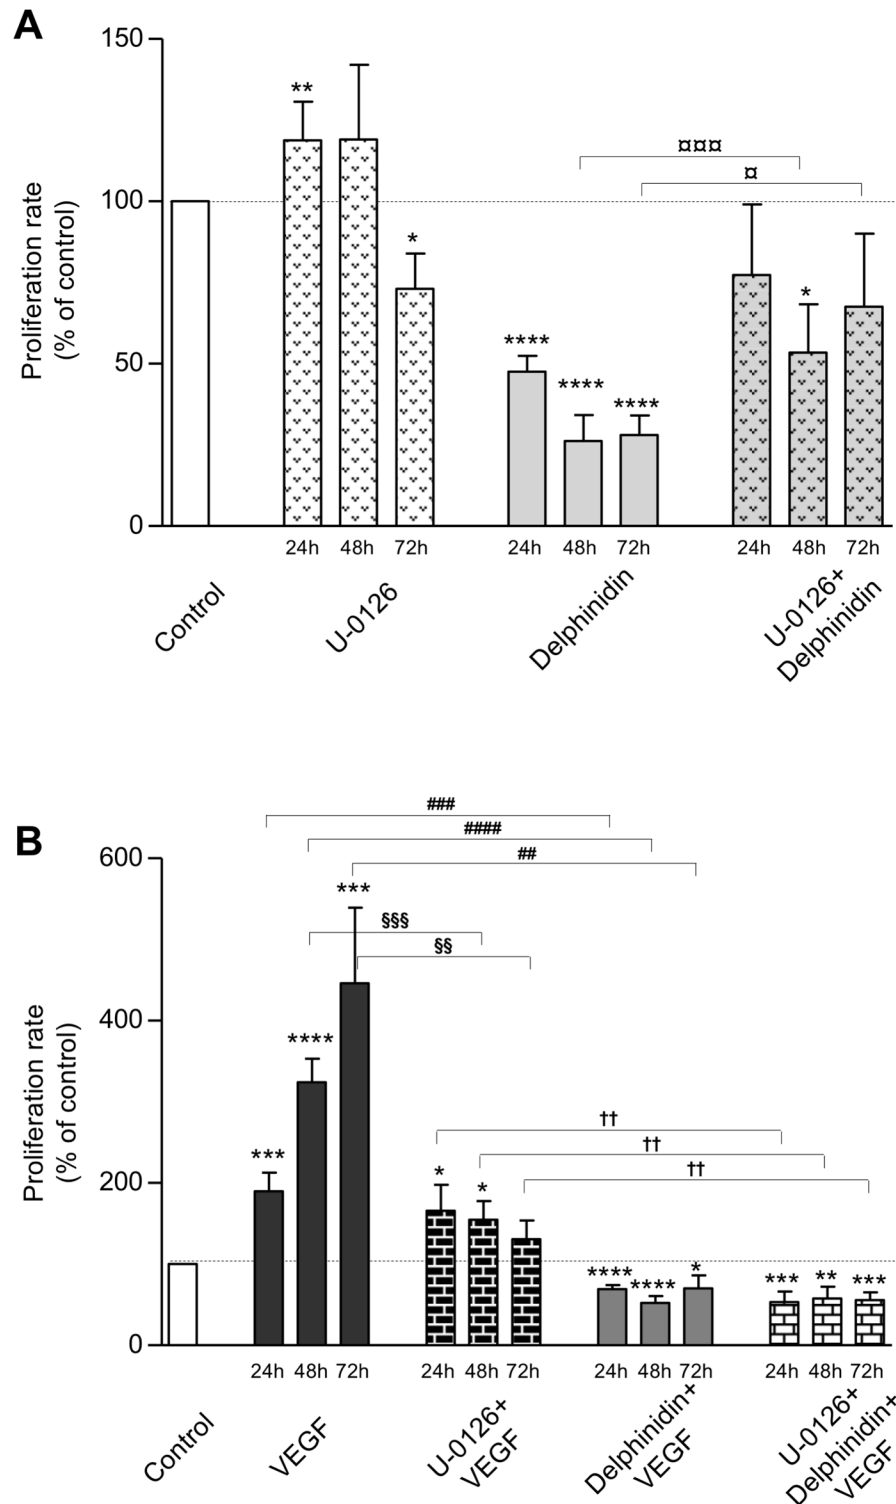 A
Proliferation rate
(% of control)
150
100
50
0
**
*
¤¤¤
¤
****
****
****
*
24h 48h 72h
24h 48h 72h
24h 48h 72h
Control
U-0126
Delphinidin
U-0126+
Delphinidin
B
Proliferation rate
(% of control)
600
400
200
0
###
####
##
***
§§§
§§
****
***
††
††
††
*
*
****
****
*
***
**
***
24h 48h 72h
24h 48h 72h
24h 48h 72h
24h 48h 72h
Control
VEGF
U-0126+
VEGF
Delphinidin+
VEGF
U-0126+
Delphinidin+
VEGF